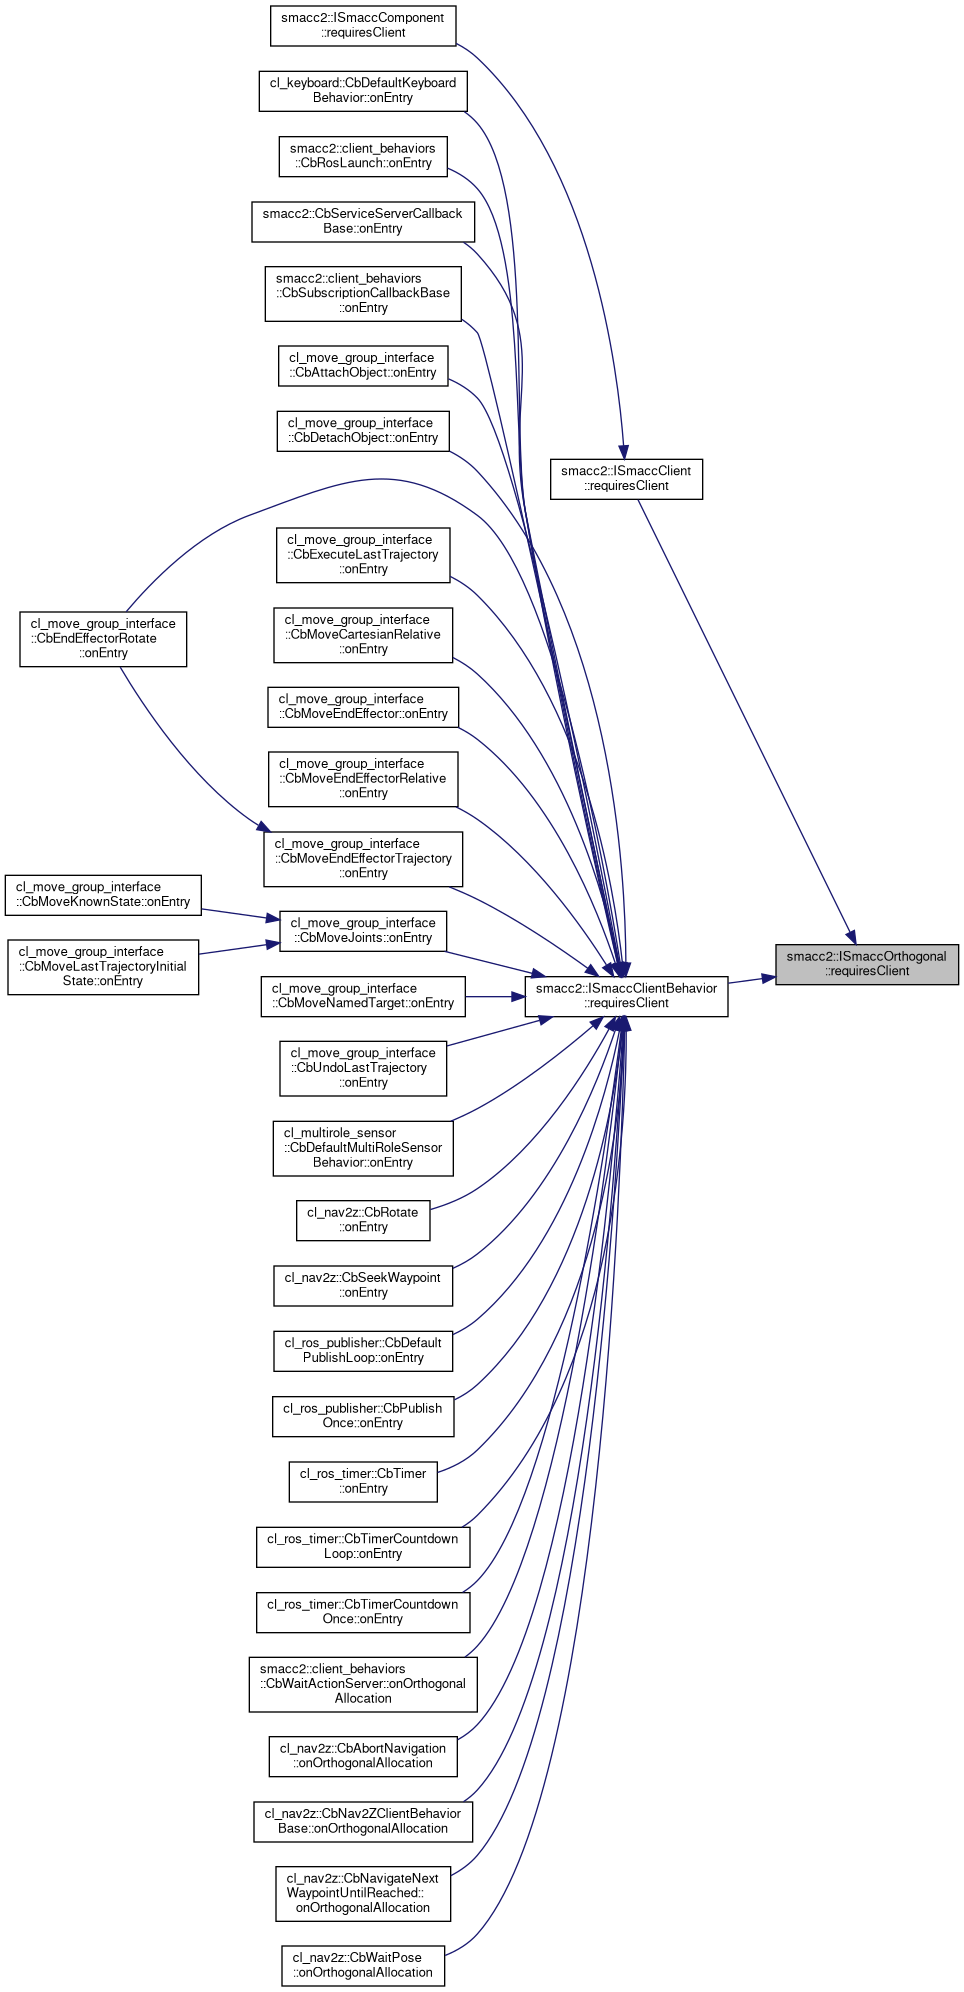 smacc2::ISmaccComponent
::requiresClient
cl_keyboard::CbDefaultKeyboard
Behavior::onEntry
smacc2::client_behaviors
::CbRosLaunch::onEntry
smacc2::CbServiceServerCallback
Base::onEntry
smacc2::client_behaviors
::CbSubscriptionCallbackBase
::onEntry
cl_move_group_interface
::CbAttachObject::onEntry
cl_move_group_interface
::CbDetachObject::onEntry
smacc2::ISmaccClient
::requiresClient
cl_move_group_interface
::CbExecuteLastTrajectory
::onEntry
cl_move_group_interface
::CbEndEffectorRotate
::onEntry
cl_move_group_interface
::CbMoveCartesianRelative
::onEntry
cl_move_group_interface
::CbMoveEndEffector::onEntry
cl_move_group_interface
::CbMoveEndEffectorRelative
::onEntry
cl_move_group_interface
::CbMoveEndEffectorTrajectory
::onEntry
cl_move_group_interface
::CbMoveKnownState::onEntry
cl_move_group_interface
::CbMoveJoints::onEntry
cl_move_group_interface
::CbMoveLastTrajectoryInitial
State::onEntry
smacc2::ISmaccOrthogonal
::requiresClient
smacc2::ISmaccClientBehavior
::requiresClient
cl_move_group_interface
::CbMoveNamedTarget::onEntry
cl_move_group_interface
::CbUndoLastTrajectory
::onEntry
cl_multirole_sensor
::CbDefaultMultiRoleSensor
Behavior::onEntry
cl_nav2z::CbRotate
::onEntry
cl_nav2z::CbSeekWaypoint
::onEntry
cl_ros_publisher::CbDefault
PublishLoop::onEntry
cl_ros_publisher::CbPublish
Once::onEntry
cl_ros_timer::CbTimer
::onEntry
cl_ros_timer::CbTimerCountdown
Loop::onEntry
cl_ros_timer::CbTimerCountdown
Once::onEntry
smacc2::client_behaviors
::CbWaitActionServer::onOrthogonal
Allocation
cl_nav2z::CbAbortNavigation
::onOrthogonalAllocation
cl_nav2z::CbNav2ZClientBehavior
Base::onOrthogonalAllocation
cl_nav2z::CbNavigateNext
WaypointUntilReached::
onOrthogonalAllocation
cl_nav2z::CbWaitPose
::onOrthogonalAllocation